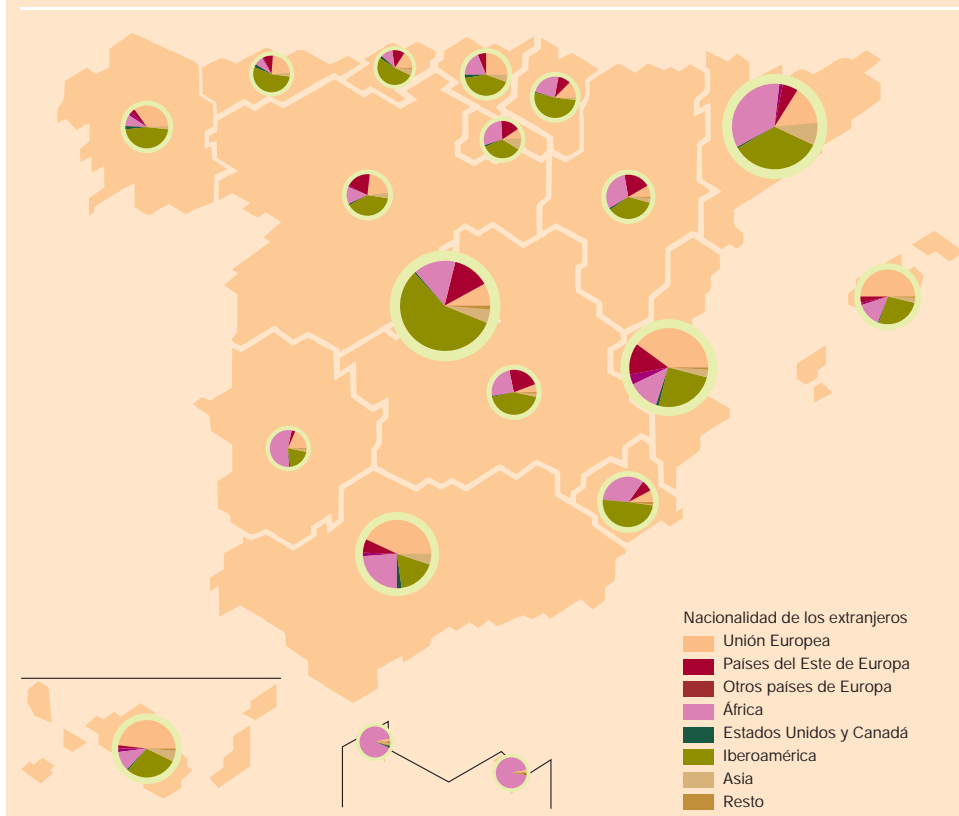 Nacionalidad de los extranjeros
Unión Europea
Países del Este de Europa
Otros países de Europa
África
Estados Unidos y Canadá
Iberoamérica
Asia
Resto